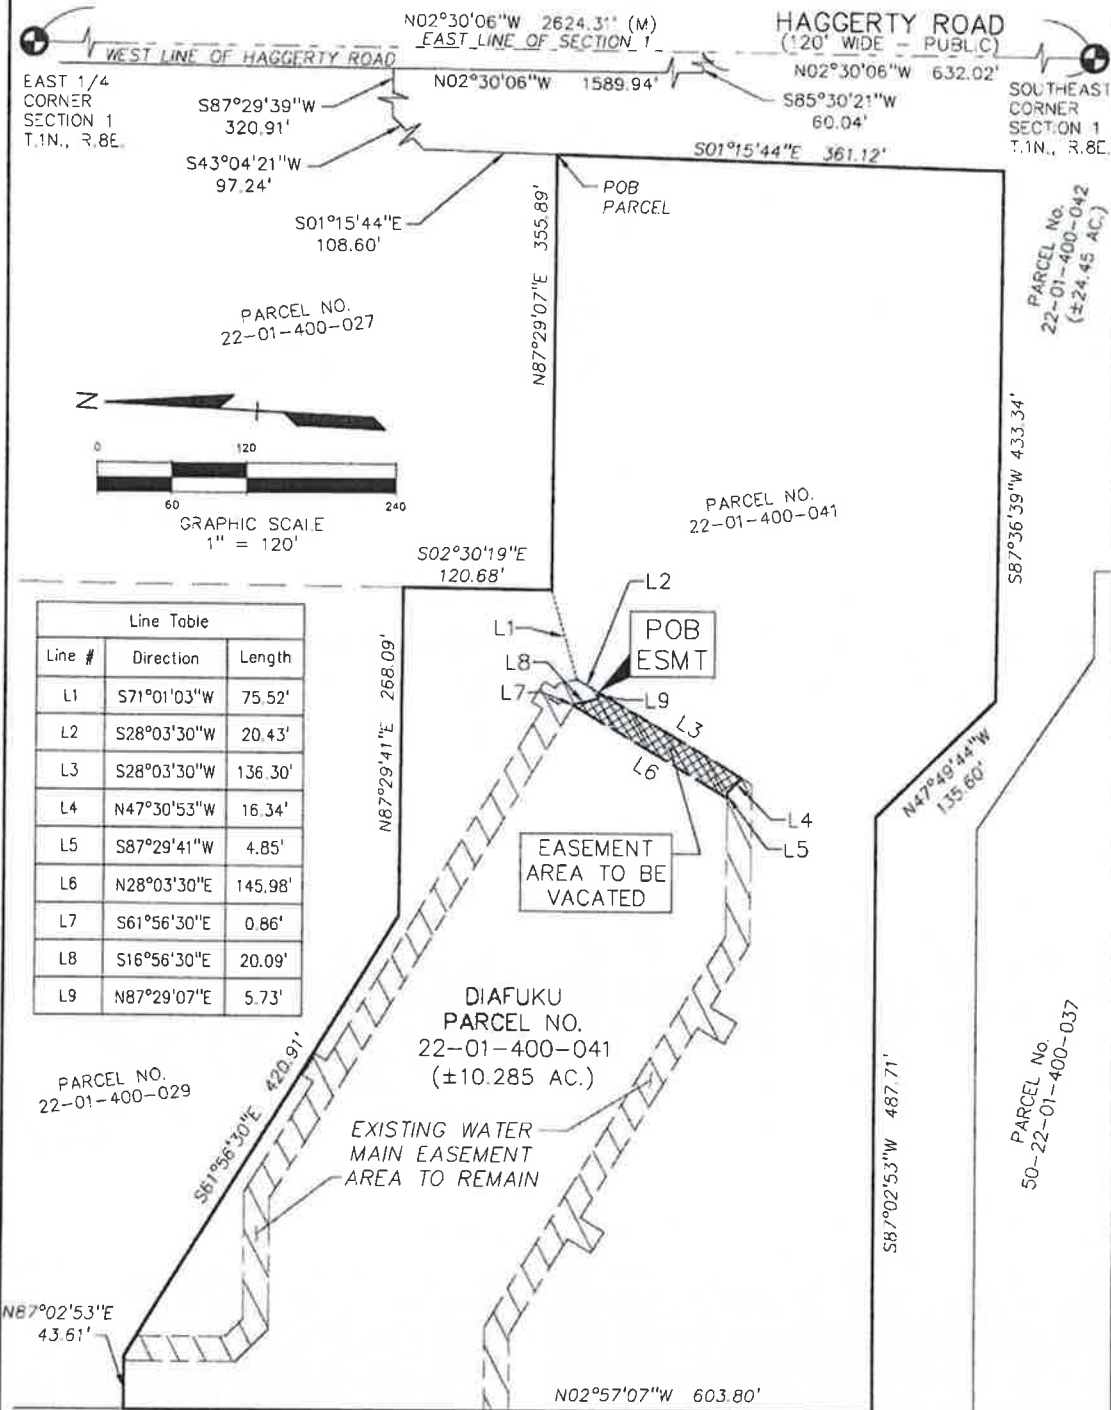 N02°30'06"W 2624.31' (M)
EAST LINE OF SECTION 1
HAGGERTY ROAD
(120' WIDE - PUBLIC)
WEST LINE OF HAGGERTY ROAD
N02°30'06"W 1589.94'
N02°30'06"W 632.02'
EAST 1/4
CORNER
SECTION 1
T.1N., R.8E.
S87°29'39"W
320.91'
S85°30'21"W
60.04'
SOUTHEAST
CORNER
SECTION 1
T.1N., R.8E.
S43°04'21"W
97.24'
S01°15'44"E 361.12'
S01°15'44"E
108.60'
POB
PARCEL
N87°29'07"E 355.89'
PARCEL No.
22-01-400-042
(±24.45 AC.)
PARCEL NO.
22-01-400-027
N
0
120
60
240
GRAPHIC SCALE
1" = 120'
PARCEL NO.
22-01-400-041
S87°36'39"W 433.34'
S02°30'19"E
120.68'
L2
L1
POB
ESMT
L8
L7
L9
L3
L6
L4
L5
N87°29'41"E 268.09'
N47°49'44"W
135.60'
Line Table
Line # Direction Length
L1 S71°01'03"W 75.52'
L2 S28°03'30"W 20.43'
L3 S28°03'30"W 136.30'
L4 N47°30'53"W 16.34'
L5 S87°29'41"W 4.85'
L6 N28°03'30"E 145.98'
L7 S61°56'30"E 0.86'
L8 S16°56'30"E 20.09'
L9 N87°29'07"E 5.73'
EASEMENT
AREA TO BE
VACATED
DIAFUKU
PARCEL NO.
22-01-400-041
(±10.285 AC.)
PARCEL NO.
22-01-400-029
S61°56'30"E 420.91'
EXISTING WATER
MAIN EASEMENT
AREA TO REMAIN
S87°02'53"W 487.71'
PARCEL No.
50-22-01-400-037
N87°02'53"E
43.61'
N02°57'07"W 603.80'